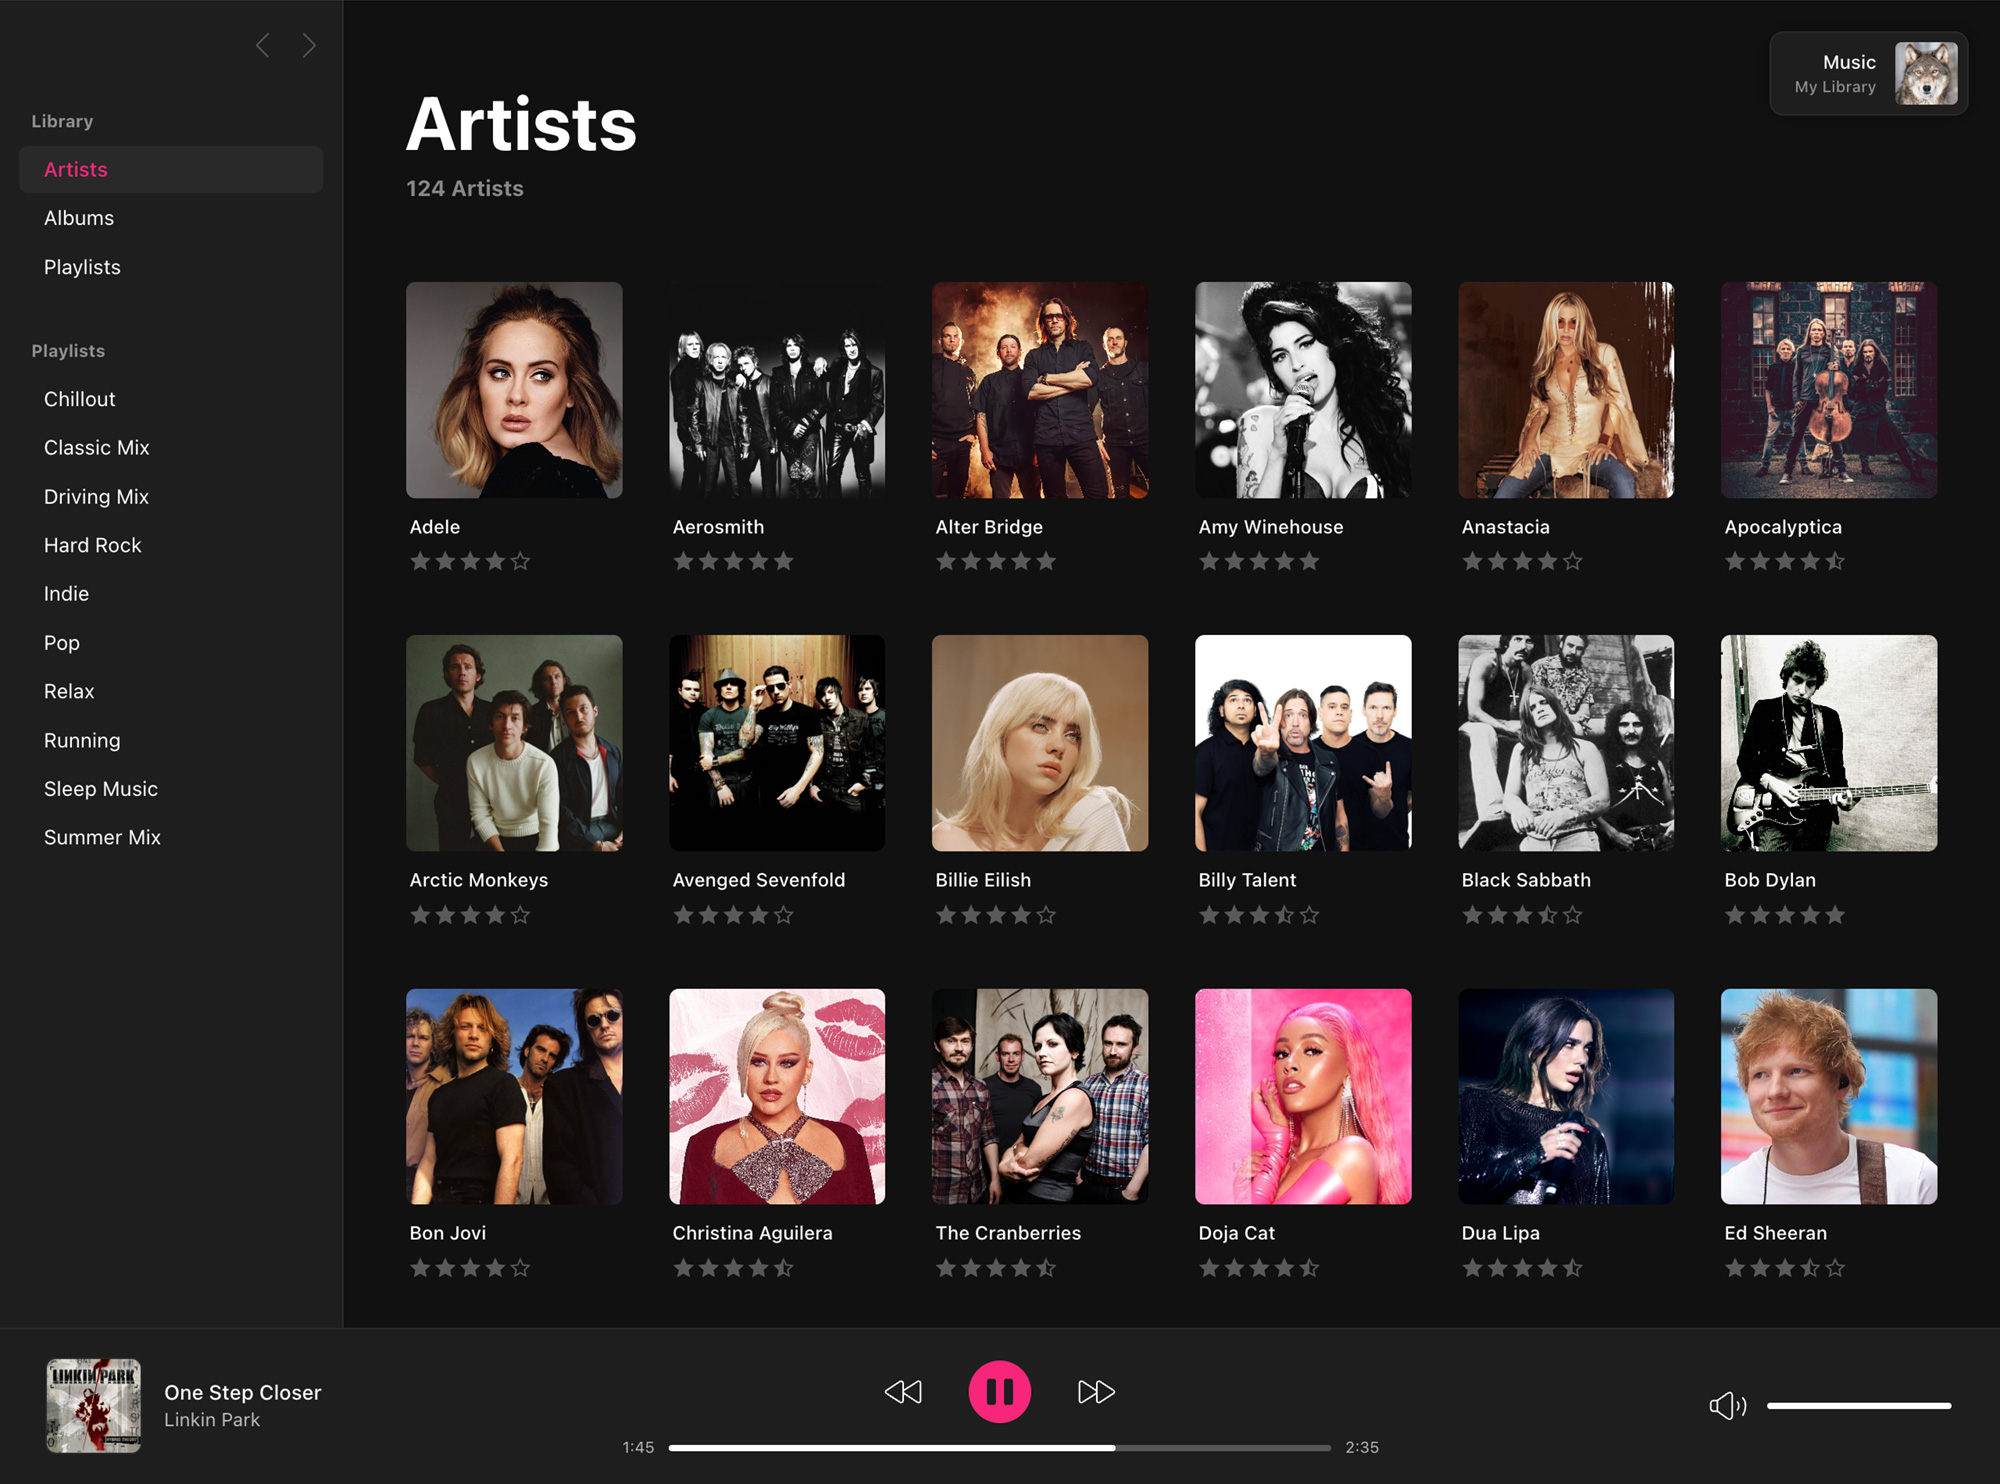 Music
My Library
Library
Artists
Albums
Playlists
Playlists
Chillout
Classic Mix
Driving Mix
Hard Rock
Indie
Pop
Relax
Running
Sleep Music
Summer Mix
Artists
124 Artists
Adele
Aerosmith
Alter Bridge
Amy Winehouse
Anastacia
Apocalyptica
Arctic Monkeys
Avenged Sevenfold
Billie Eilish
Billy Talent
Black Sabbath
Bob Dylan
Bon Jovi
Christina Aguilera
The Cranberries
Doja Cat
Dua Lipa
Ed Sheeran
LINKIN PARK
One Step Closer
Linkin Park
1:45
2:35